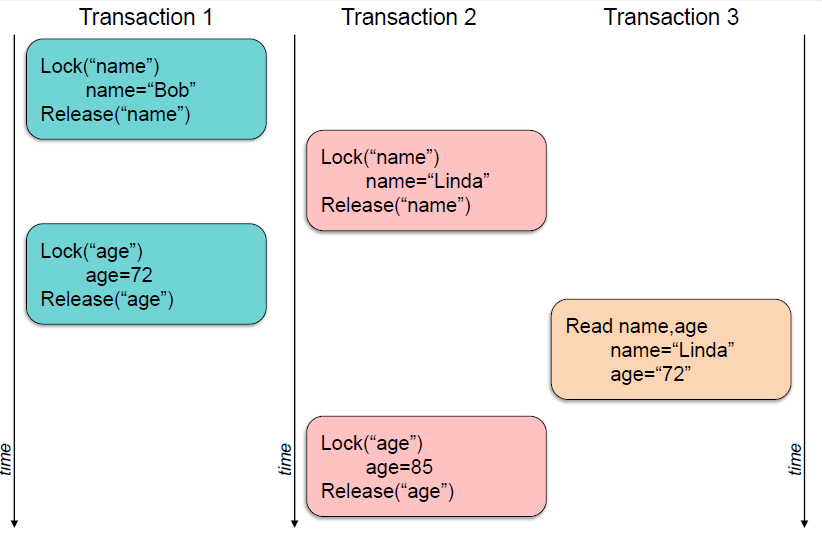 Transaction 1
Transaction 2
Transaction 3
Lock(“name”)
name=“Bob”
Release(“name”)
Lock(“name”)
name=“Linda”
Release(“name”)
Lock(“age”)
age=72
Release(“age”)
Read name,age
name=“Linda”
age=“72”
Lock(“age”)
age=85
Release(“age”)
time
time
time